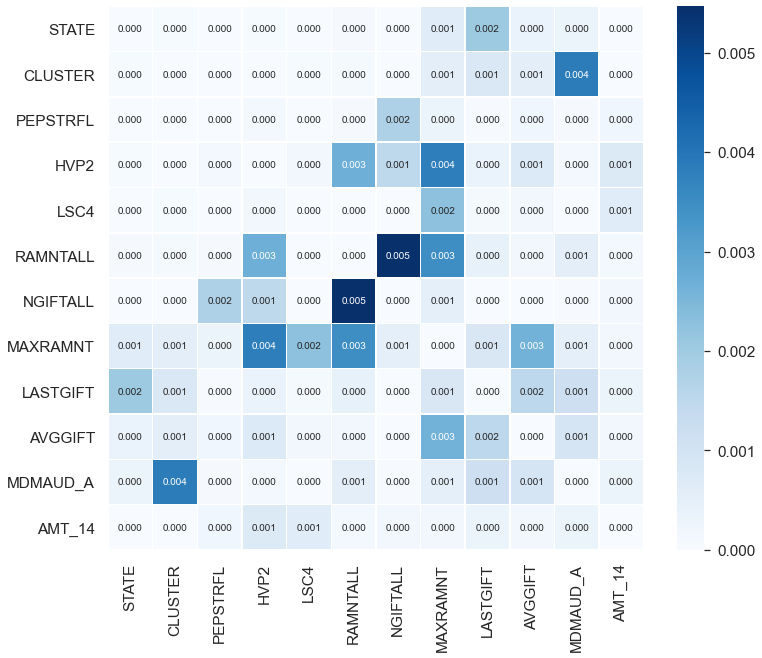 STATE 0.000 0.000 0.000 0.000 0.000 0.000 0.000 0.001 0.002 0.000 0.000 0.000
CLUSTER 0.000 0.000 0.000 0.000 0.000 0.000 0.000 0.001 0.001 0.001 0.004 0.000
PEPSTRFL 0.000 0.000 0.000 0.000 0.000 0.000 0.002 0.000 0.000 0.000 0.000 0.000
HVP2 0.000 0.000 0.000 0.000 0.000 0.003 0.001 0.004 0.000 0.001 0.000 0.001
LSC4 0.000 0.000 0.000 0.000 0.000 0.000 0.000 0.002 0.000 0.000 0.000 0.001
RAMNTALL 0.000 0.000 0.000 0.003 0.000 0.000 0.005 0.003 0.000 0.000 0.001 0.000
NGIFTALL 0.000 0.000 0.002 0.001 0.000 0.005 0.000 0.001 0.000 0.000 0.000 0.000
MAXRAMNT 0.001 0.001 0.000 0.004 0.002 0.003 0.001 0.000 0.001 0.003 0.001 0.000
LASTGIFT 0.002 0.001 0.000 0.000 0.000 0.000 0.000 0.001 0.000 0.002 0.001 0.000
AVGGIFT 0.000 0.001 0.000 0.001 0.000 0.000 0.000 0.003 0.002 0.000 0.001 0.000
MDMAUD_A 0.000 0.004 0.000 0.000 0.000 0.001 0.000 0.001 0.001 0.001 0.000 0.000
AMT_14 0.000 0.000 0.000 0.001 0.001 0.000 0.000 0.000 0.000 0.000 0.000 0.000
STATE
CLUSTER
PEPSTRFL
HVP2
LSC4
RAMNTALL
NGIFTALL
MAXRAMNT
LASTGIFT
AVGGIFT
MDMAUD_A
AMT_14
0.005
0.004
0.003
0.002
0.001
0.000